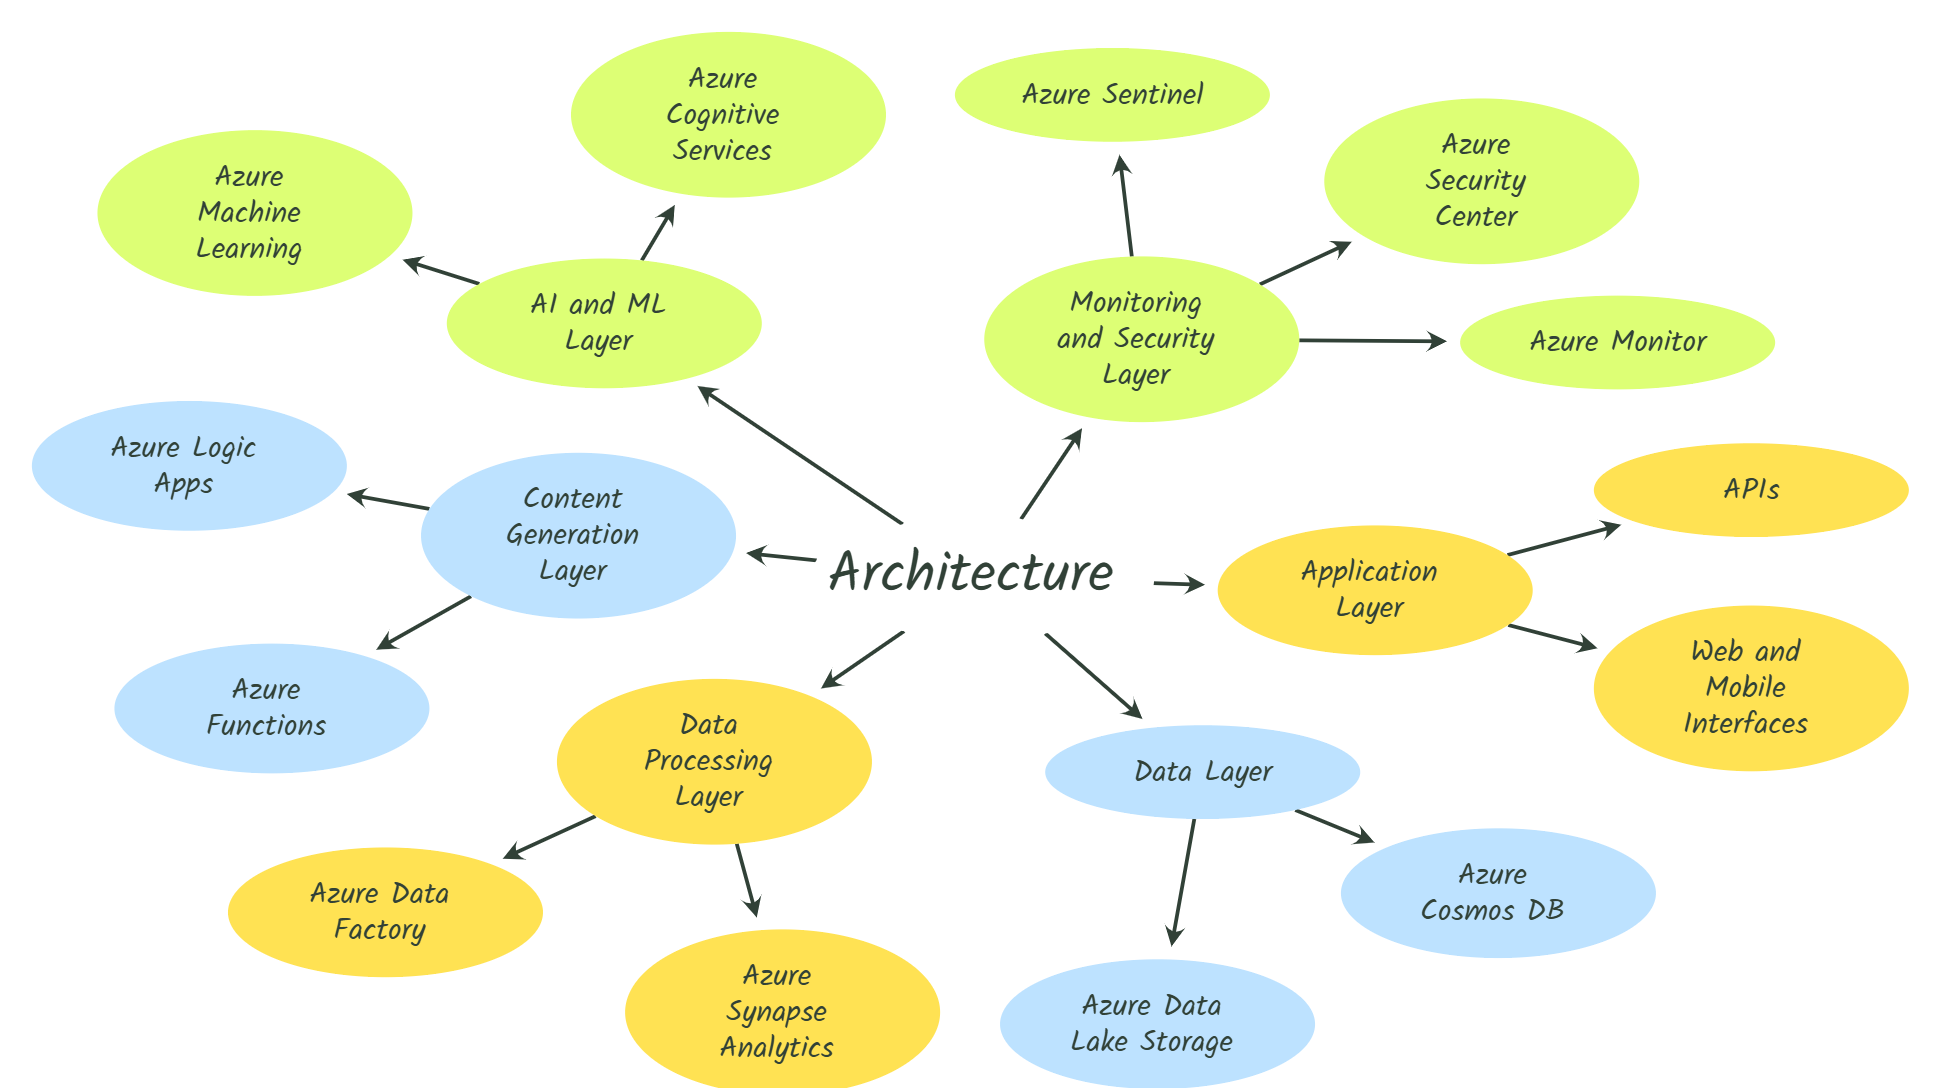 Azure
Cognitive
Services
Azure Sentinel
Azure
Security
Center
Azure
Machine
Learning
AI and ML
Layer
Monitoring
and Security
Layer
Azure Monitor
Azure Logic
Apps
Content
Generation
Layer
APIs
Architecture
Application
Layer
Web and
Mobile
Interfaces
Azure
Functions
Data
Processing
Layer
Data Layer
Azure Data
Factory
Azure
Cosmos DB
Azure
Synapse
Analytics
Azure Data
Lake Storage